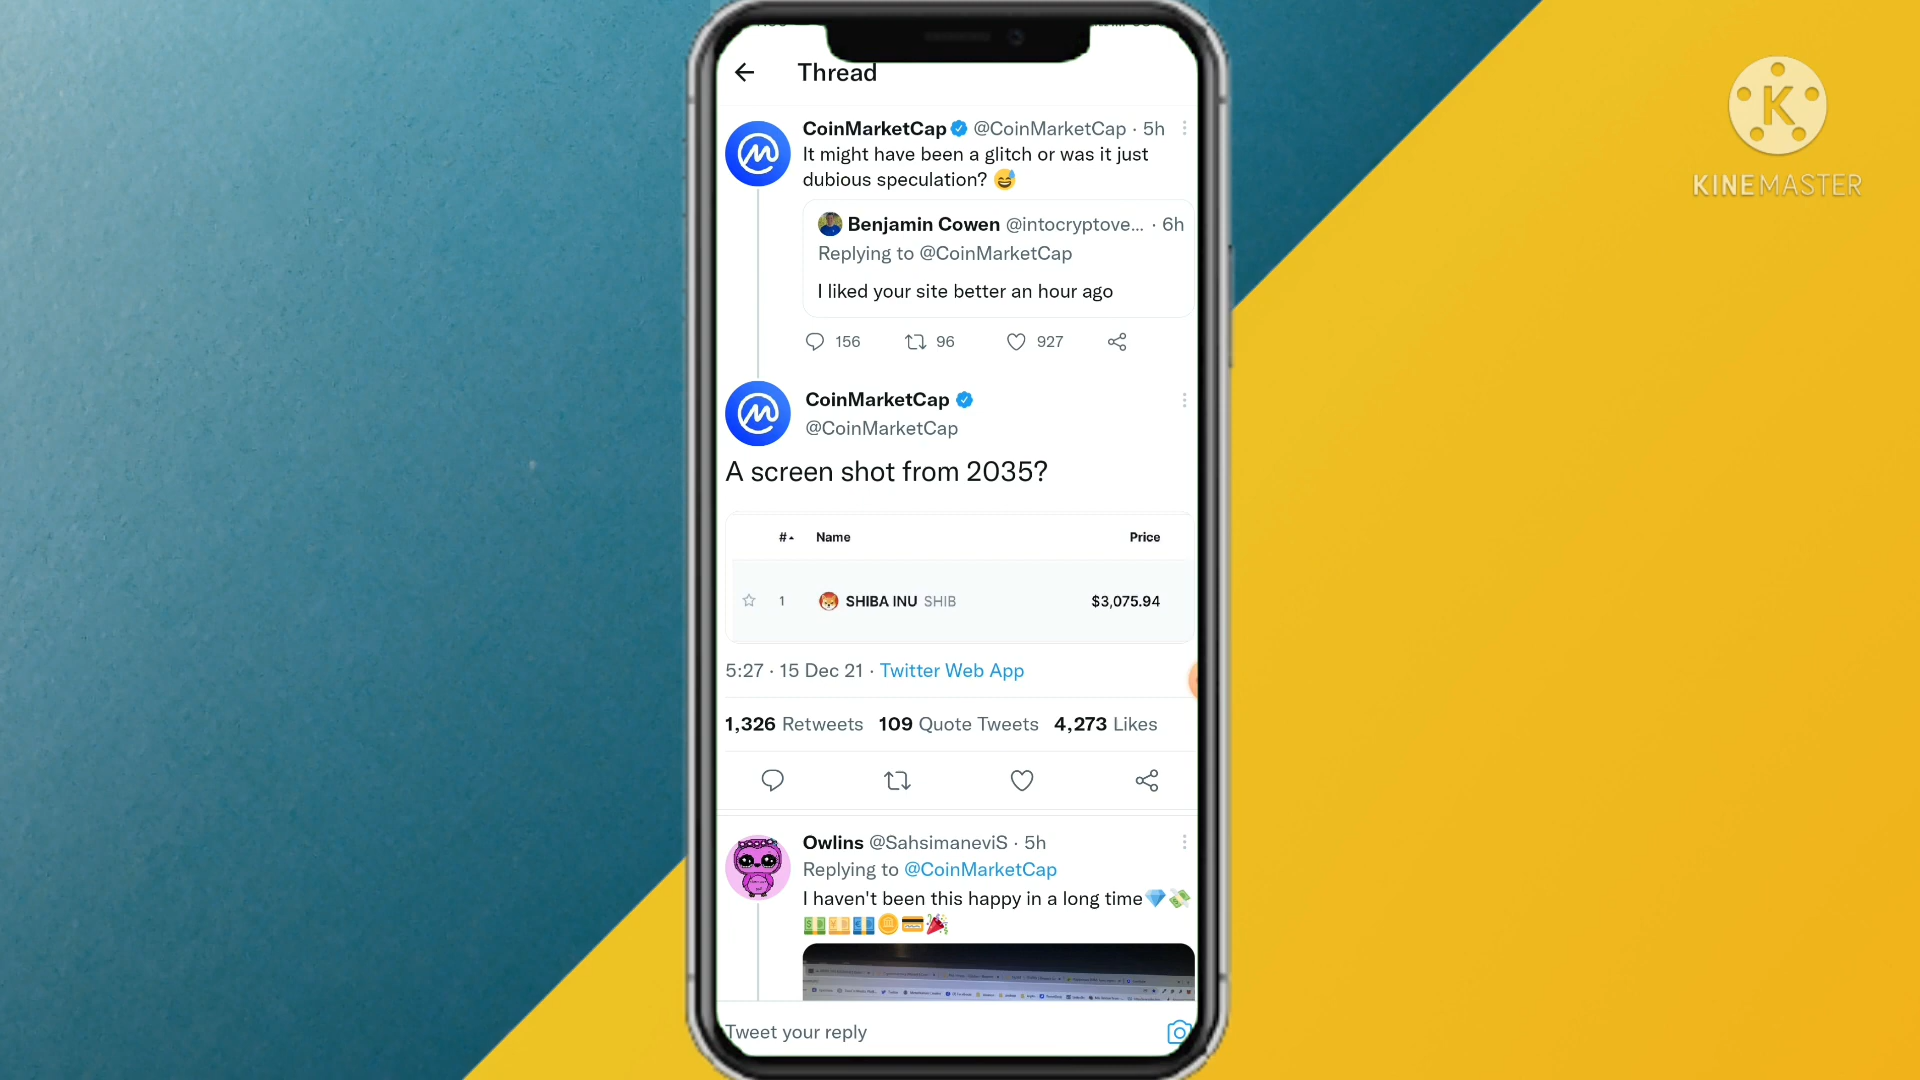 Thread
CoinMarketCap @CoinMarketCap · 5h
It might have been a glitch or was it just
dubious speculation? 😅
Benjamin Cowen @intocryptove... · 6h
Replying to @CoinMarketCap
I liked your site better an hour ago
156 96 927
CoinMarketCap
@CoinMarketCap
A screen shot from 2035?
# Name Price
1 SHIBA INU SHIB $3,075.94
5:27 · 15 Dec 21 · Twitter Web App
1,326 Retweets 109 Quote Tweets 4,273 Likes
Owlins @SahsimaneviS · 5h
Replying to @CoinMarketCap
I haven't been this happy in a long time💎💸
💵💴💶🪙💳🎉
Tweet your reply
K
KINEMASTER